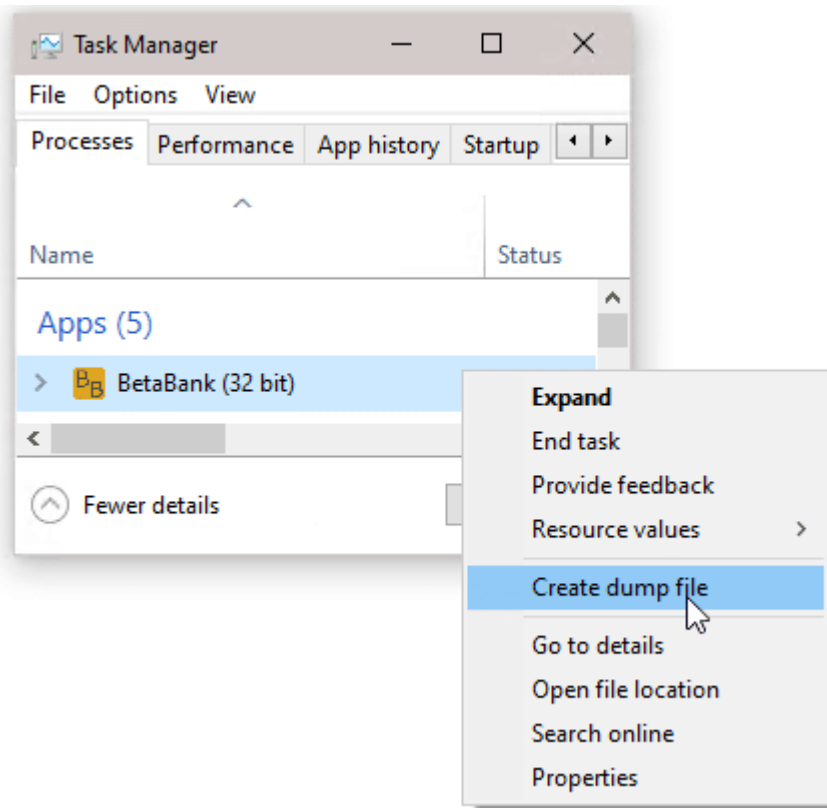 Task Manager
File Options View
Processes Performance App history Startup
Name Status
Apps (5)
BB BetaBank (32 bit)
Fewer details
Expand
End task
Provide feedback
Resource values
Create dump file
Go to details
Open file location
Search online
Properties